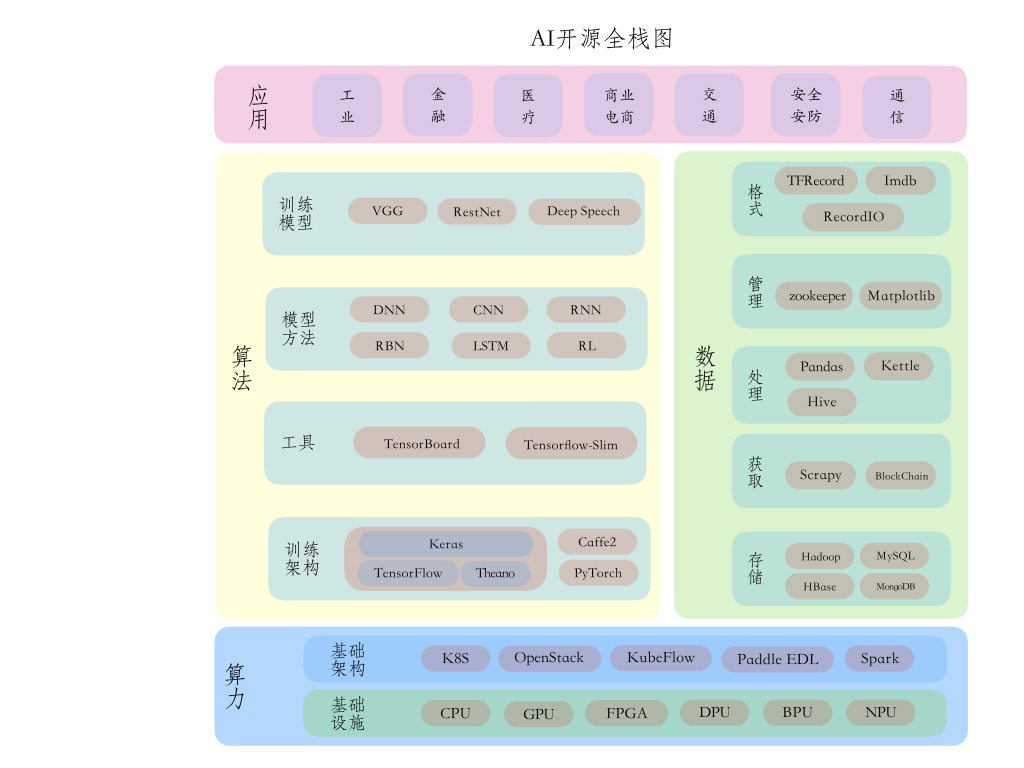 AI开源全栈图
应用
工业
金融
医疗
商业电商
交通
安全安防
通信
算法
训练模型
VGG
RestNet
Deep Speech
模型方法
DNN
CNN
RNN
RBN
LSTM
RL
工具
TensorBoard
Tensorflow-Slim
训练架构
Keras
TensorFlow
Theano
Caffe2
PyTorch
数据
格式
TFRecord
Imdb
RecordIO
管理
zookeeper
Matplotlib
处理
Pandas
Kettle
Hive
获取
Scrapy
BlockChain
存储
Hadoop
MySQL
HBase
MongoDB
算力
基础架构
K8S
OpenStack
KubeFlow
Paddle EDL
Spark
基础设施
CPU
GPU
FPGA
DPU
BPU
NPU